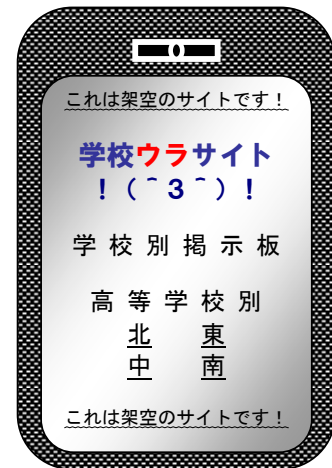 これは架空のサイトです！
学校ウラサイト
！(＾３＾)！
学校別掲示板
高等学校別
北　東
中　南
これは架空のサイトです！